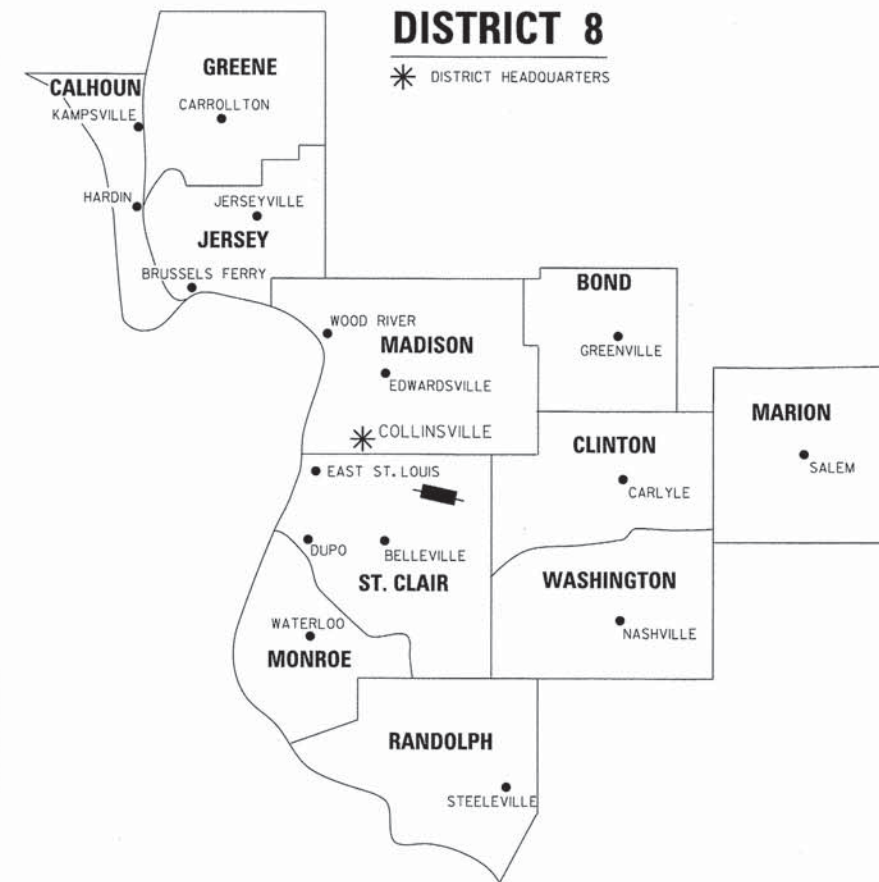 DISTRICT 8
DISTRICT HEADQUARTERS
GREENE
CALHOUN
KAMPSVILLE
CARROLLTON
HARDIN
JERSEYVILLE
JERSEY
BRUSSELS FERRY
BOND
WOOD RIVER
MADISON
GREENVILLE
EDWARDSVILLE
MARION
COLLINSVILLE
CLINTON
SALEM
EAST ST. LOUIS
CARLYLE
DUPO
BELLEVILLE
ST. CLAIR
WASHINGTON
WATERLOO
NASHVILLE
MONROE
RANDOLPH
STEELEVILLE